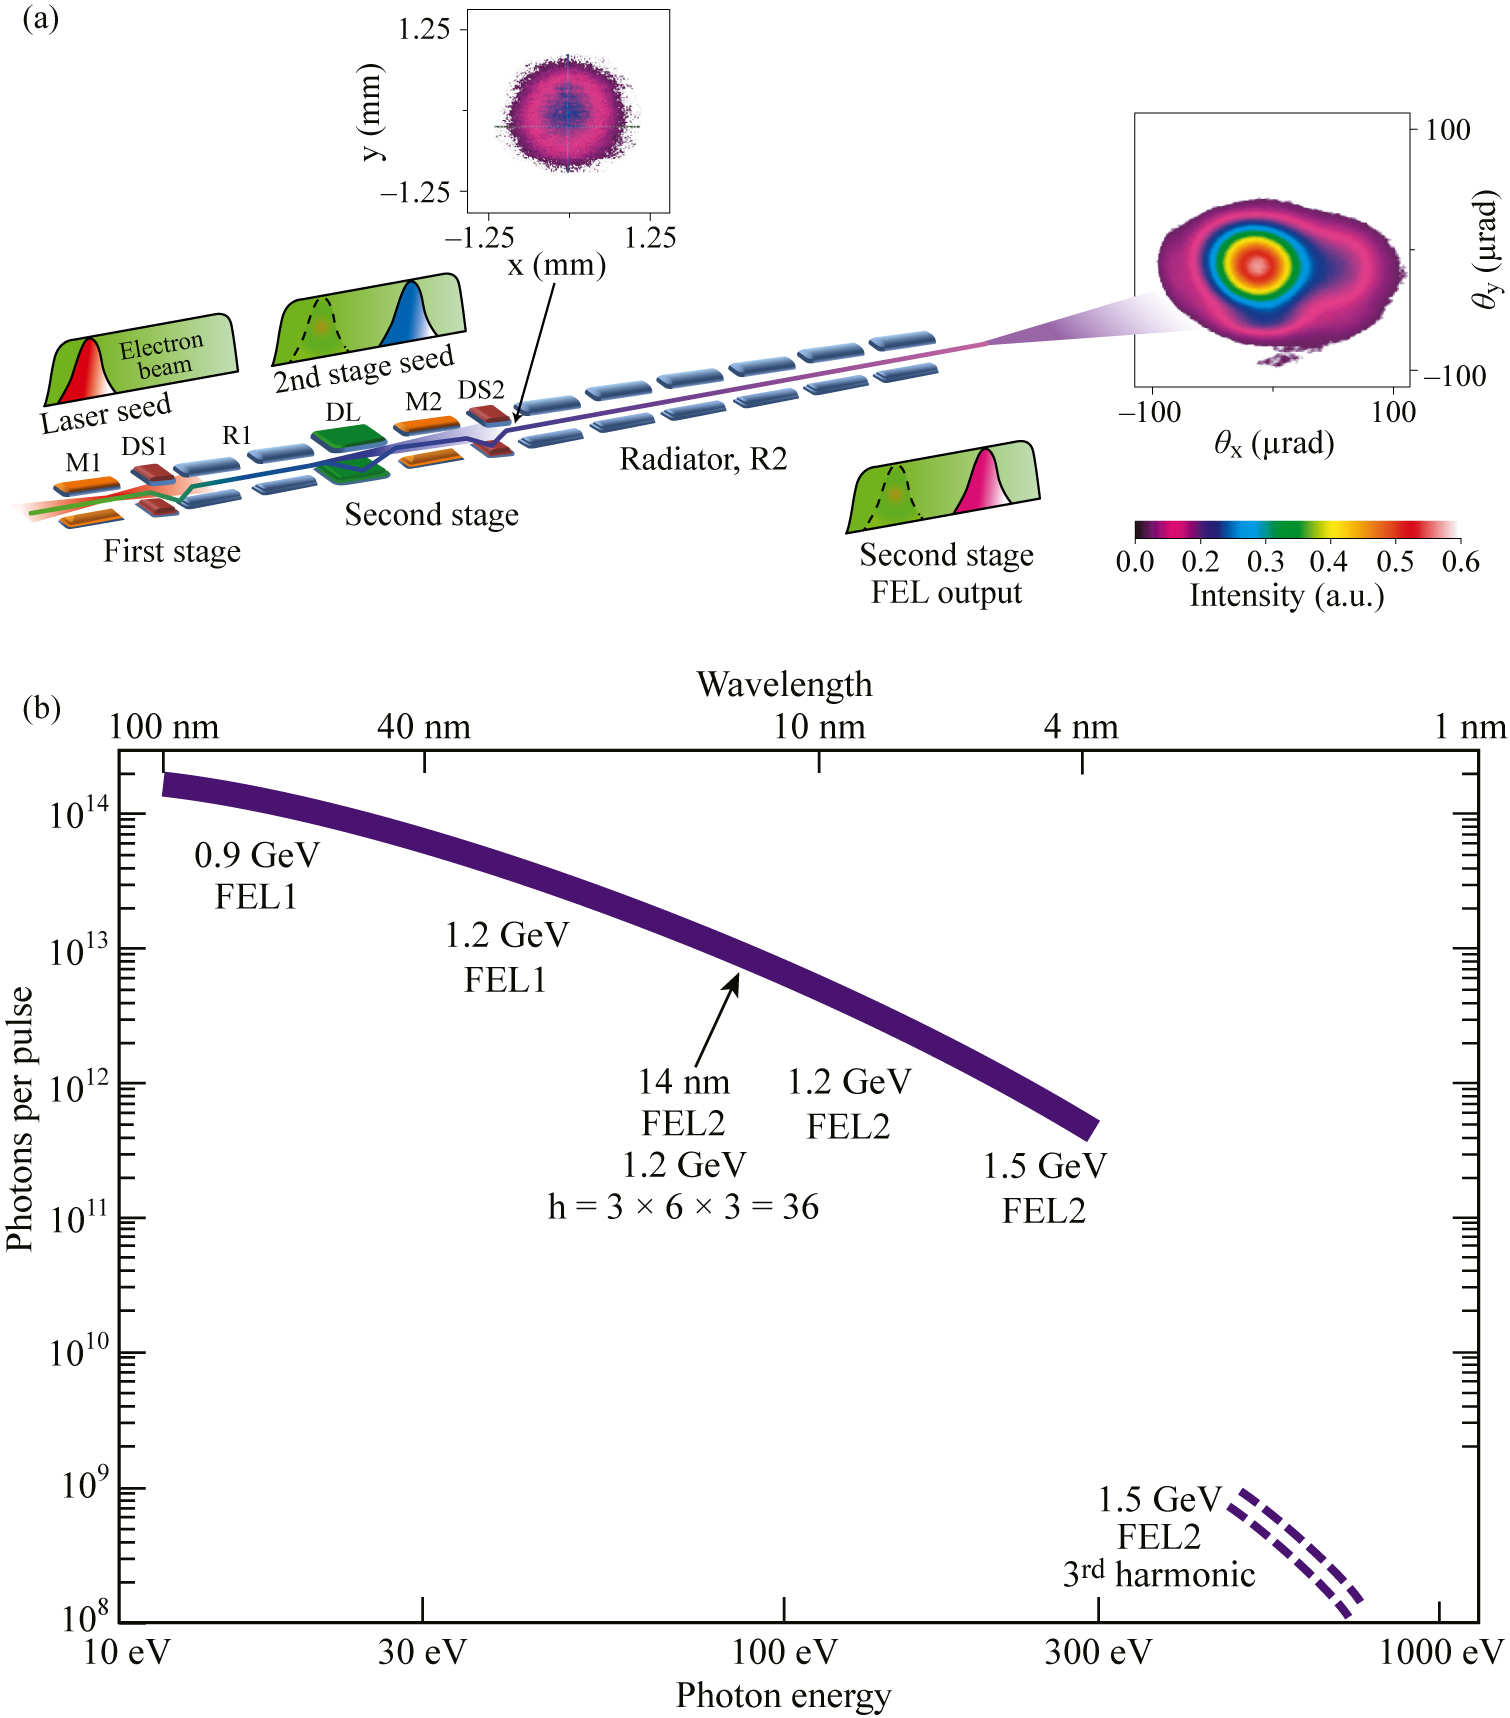 (a)
1.25
y (mm)
−1.25
−1.25
1.25
x (mm)
100
θy (µrad)
−100
−100
100
θx (µrad)
Electron
beam
Laser seed
2nd stage seed
M1
DS1
R1
DL
M2
DS2
First stage
Second stage
Radiator, R2
Second stage
FEL output
0.0 0.2 0.3 0.4 0.5 0.6
Intensity (a.u.)
(b)
Wavelength
100 nm 40 nm 10 nm 4 nm 1 nm
Photons per pulse
10¹⁴
10¹³
10¹²
10¹¹
10¹⁰
10⁹
10⁸
0.9 GeV
FEL1
1.2 GeV
FEL1
14 nm
FEL2
1.2 GeV
h = 3 × 6 × 3 = 36
1.2 GeV
FEL2
1.5 GeV
FEL2
1.5 GeV
FEL2
3rd harmonic
10 eV 30 eV 100 eV 300 eV 1000 eV
Photon energy